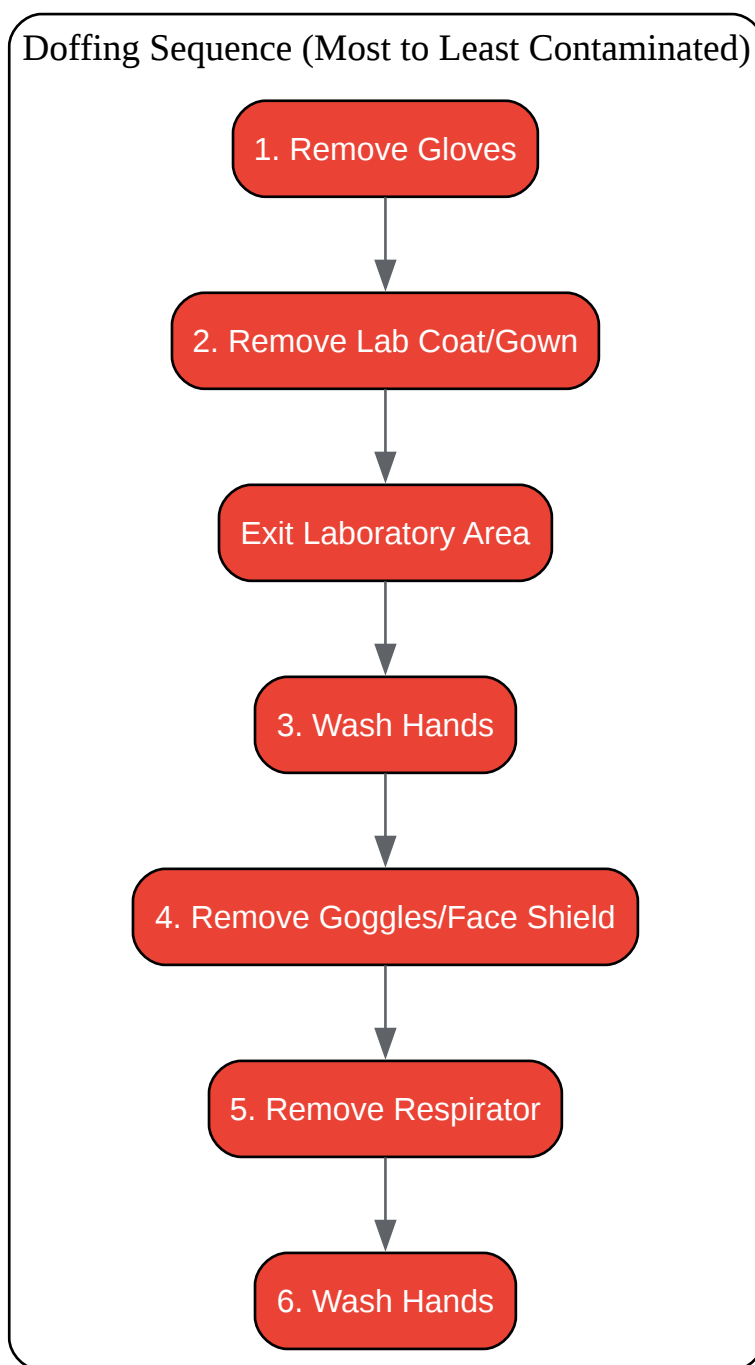 Doffing Sequence (Most to Least Contaminated)
1. Remove Gloves
2. Remove Lab Coat/Gown
Exit Laboratory Area
3. Wash Hands
4. Remove Goggles/Face Shield
5. Remove Respirator
6. Wash Hands